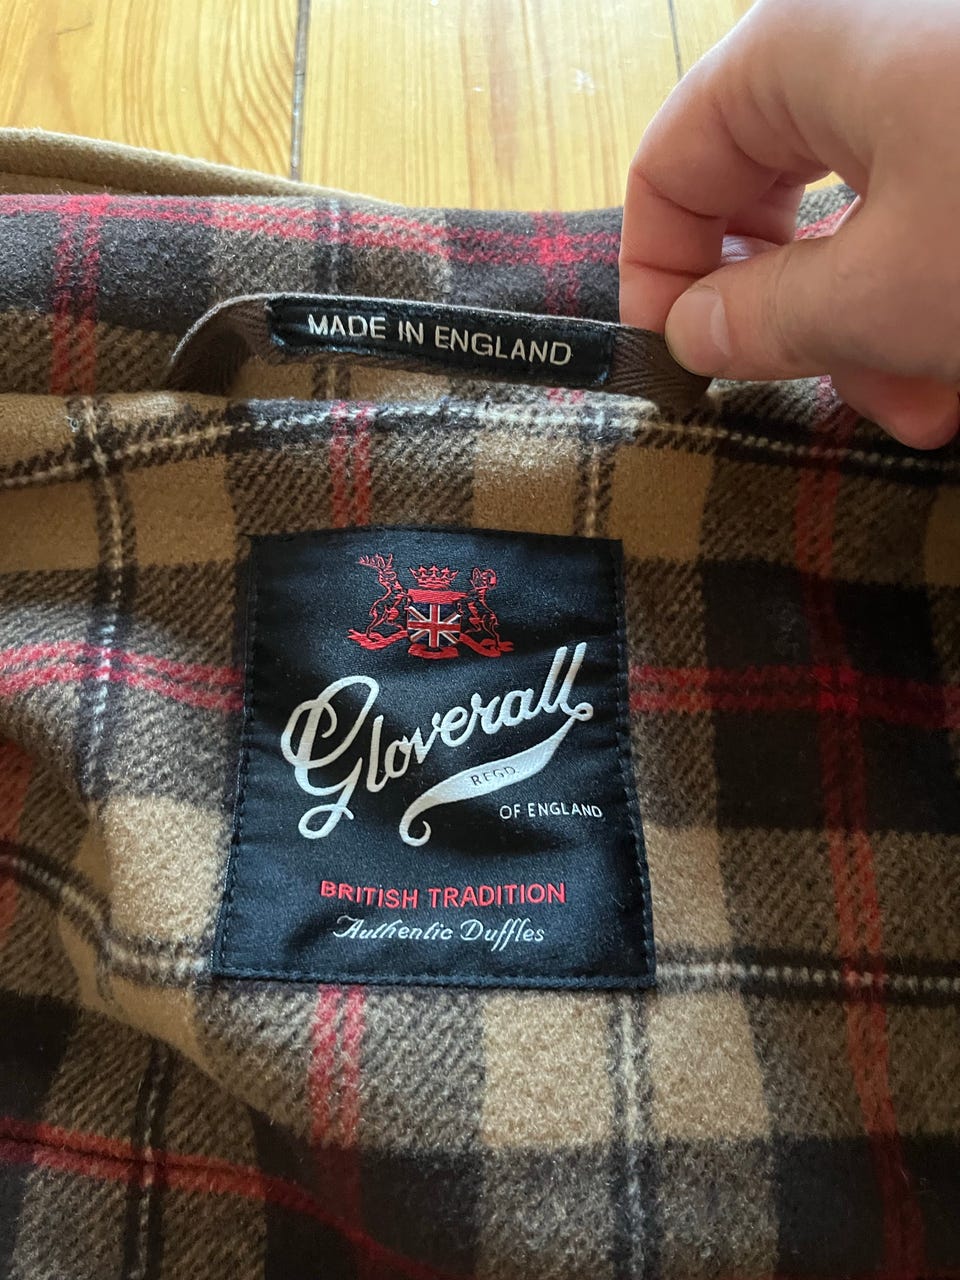 MADE IN ENGLAND
Gloverall
REGD.
OF ENGLAND
BRITISH TRADITION
Authentic Duffles